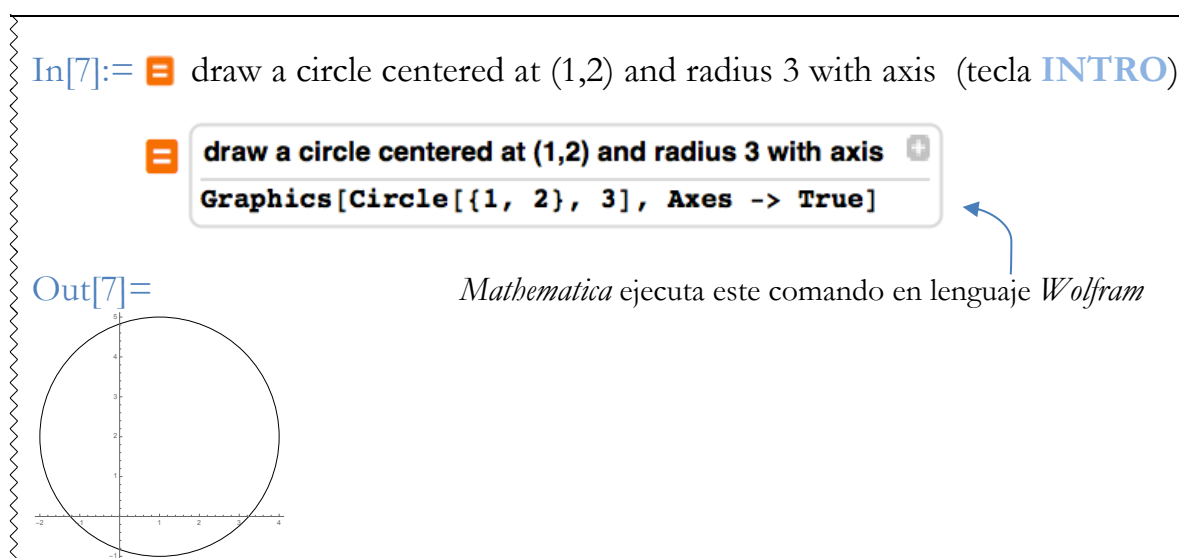 In[7]:= draw a circle centered at (1,2) and radius 3 with axis (tecla INTRO)
draw a circle centered at (1,2) and radius 3 with axis
Graphics[Circle[{1, 2}, 3], Axes -> True]
Out[7]= Mathematica ejecuta este comando en lenguaje Wolfram
5
4
3
2
1
-2 -1 1 2 3 4
-1